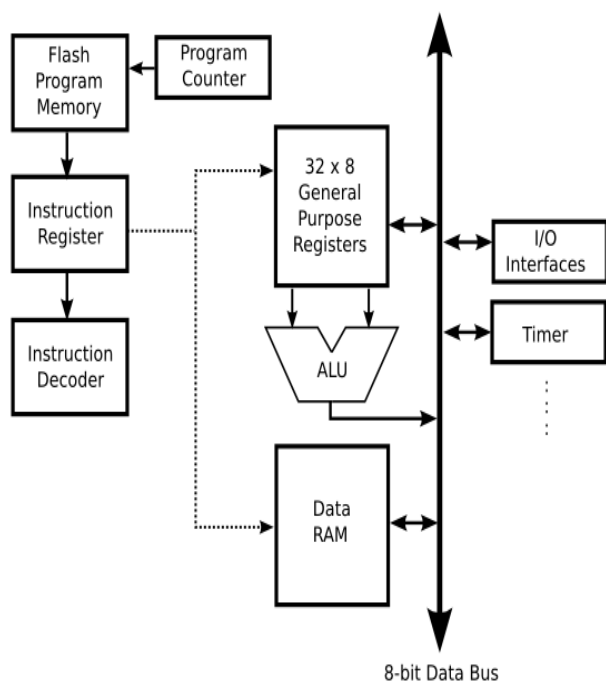 Flash
Program
Memory
Program
Counter
Instruction
Register
Instruction
Decoder
32 x 8
General
Purpose
Registers
ALU
Data
RAM
I/O
Interfaces
Timer
8-bit Data Bus